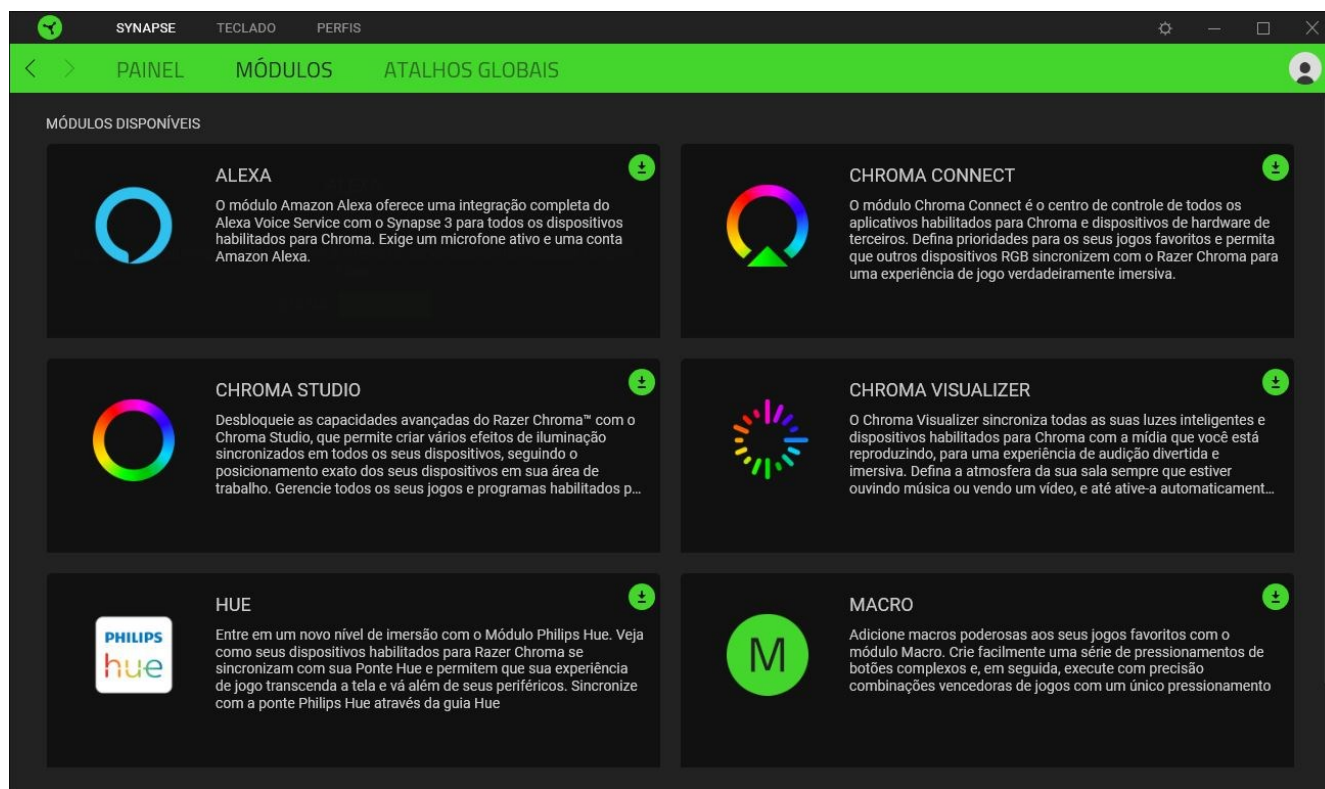 SYNAPSE TECLADO PERFIS
PAINEL MÓDULOS ATALHOS GLOBAIS
MÓDULOS DISPONÍVEIS
ALEXA
O módulo Amazon Alexa oferece uma integração completa do
Alexa Voice Service com o Synapse 3 para todos os dispositivos
habilitados para Chroma. Exige um microfone ativo e uma conta
Amazon Alexa.
CHROMA CONNECT
O módulo Chroma Connect é o centro de controle de todos os
aplicativos habilitados para Chroma e dispositivos de hardware de
terceiros. Defina prioridades para os seus jogos favoritos e permita
que outros dispositivos RGB sincronizem com o Razer Chroma para
uma experiência de jogo verdadeiramente imersiva.
CHROMA STUDIO
Desbloqueie as capacidades avançadas do Razer Chroma™ com o
Chroma Studio, que permite criar vários efeitos de iluminação
sincronizados em todos os seus dispositivos, seguindo o
posicionamento exato dos seus dispositivos em sua área de
trabalho. Gerencie todos os seus jogos e programas habilitados p...
CHROMA VISUALIZER
O Chroma Visualizer sincroniza todas as suas luzes inteligentes e
dispositivos habilitados para Chroma com a mídia que você está
reproduzindo, para uma experiência de audição divertida e
imersiva. Defina a atmosfera da sua sala sempre que estiver
ouvindo música ou vendo um vídeo, e até ative-a automaticament...
PHILIPS
hue
HUE
Entre em um novo nível de imersão com o Módulo Philips Hue. Veja
como seus dispositivos habilitados para Razer Chroma se
sincronizam com sua Ponte Hue e permitem que sua experiência
de jogo transcenda a tela e vá além de seus periféricos. Sincronize
com a ponte Philips Hue através da guia Hue
M
MACRO
Adicione macros poderosas aos seus jogos favoritos com o
módulo Macro. Crie facilmente uma série de pressionamentos de
botões complexos e, em seguida, execute com precisão
combinações vencedoras de jogos com um único pressionamento